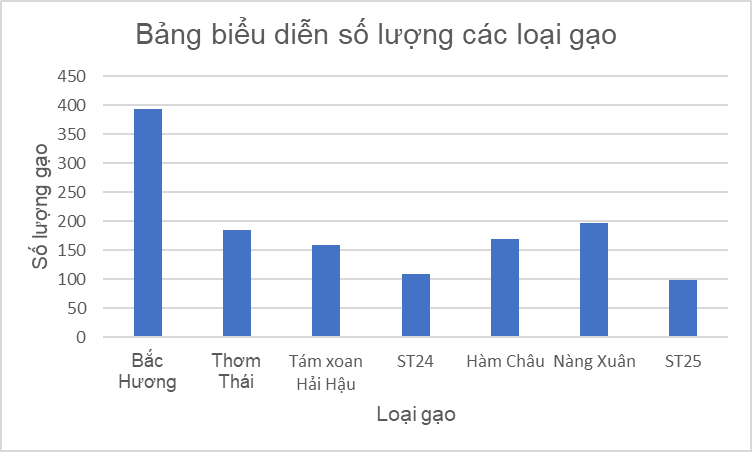 Bảng biểu diễn số lượng các loại gạo
450
400
350
300
250
200
150
100
50
0
Số lượng gạo
Bắc
Hương
Thơm
Thái
Tám xoan
Hải Hậu
ST24
Hàm Châu
Nàng Xuân
ST25
Loại gạo